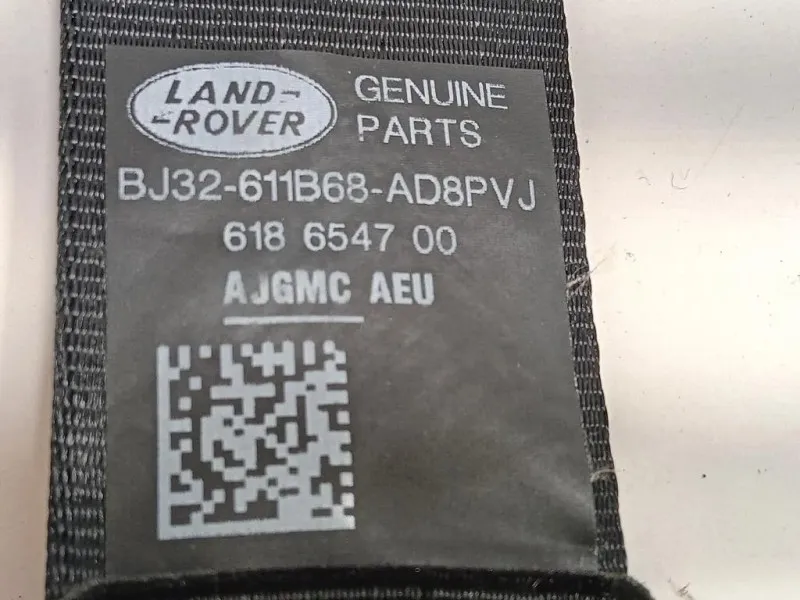 LAND-
-ROVER
GENUINE
PARTS
BJ32-611B68-AD8PVJ
618 6547 00
AJGMC AEU